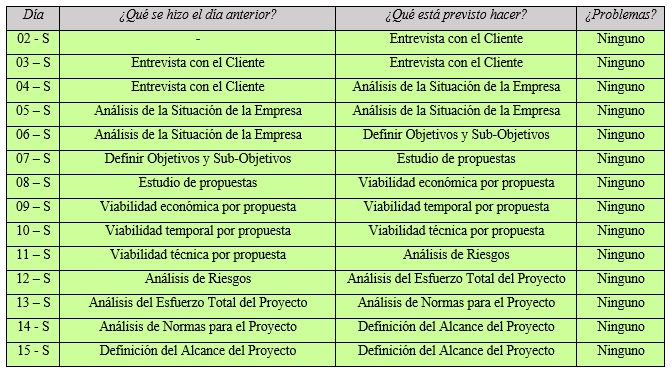 Día ¿Qué se hizo el día anterior? ¿Qué está previsto hacer? ¿Problemas?
02 - S - Entrevista con el Cliente Ninguno
03 – S Entrevista con el Cliente Entrevista con el Cliente Ninguno
04 – S Entrevista con el Cliente Análisis de la Situación de la Empresa Ninguno
05 – S Análisis de la Situación de la Empresa Análisis de la Situación de la Empresa Ninguno
06 – S Análisis de la Situación de la Empresa Definir Objetivos y Sub-Objetivos Ninguno
07 – S Definir Objetivos y Sub-Objetivos Estudio de propuestas Ninguno
08 – S Estudio de propuestas Viabilidad económica por propuesta Ninguno
09 – S Viabilidad económica por propuesta Viabilidad temporal por propuesta Ninguno
10 – S Viabilidad temporal por propuesta Viabilidad técnica por propuesta Ninguno
11 – S Viabilidad técnica por propuesta Análisis de Riesgos Ninguno
12 – S Análisis de Riesgos Análisis del Esfuerzo Total del Proyecto Ninguno
13 – S Análisis del Esfuerzo Total del Proyecto Análisis de Normas para el Proyecto Ninguno
14 - S Análisis de Normas para el Proyecto Definición del Alcance del Proyecto Ninguno
15 - S Definición del Alcance del Proyecto Definición del Alcance del Proyecto Ninguno